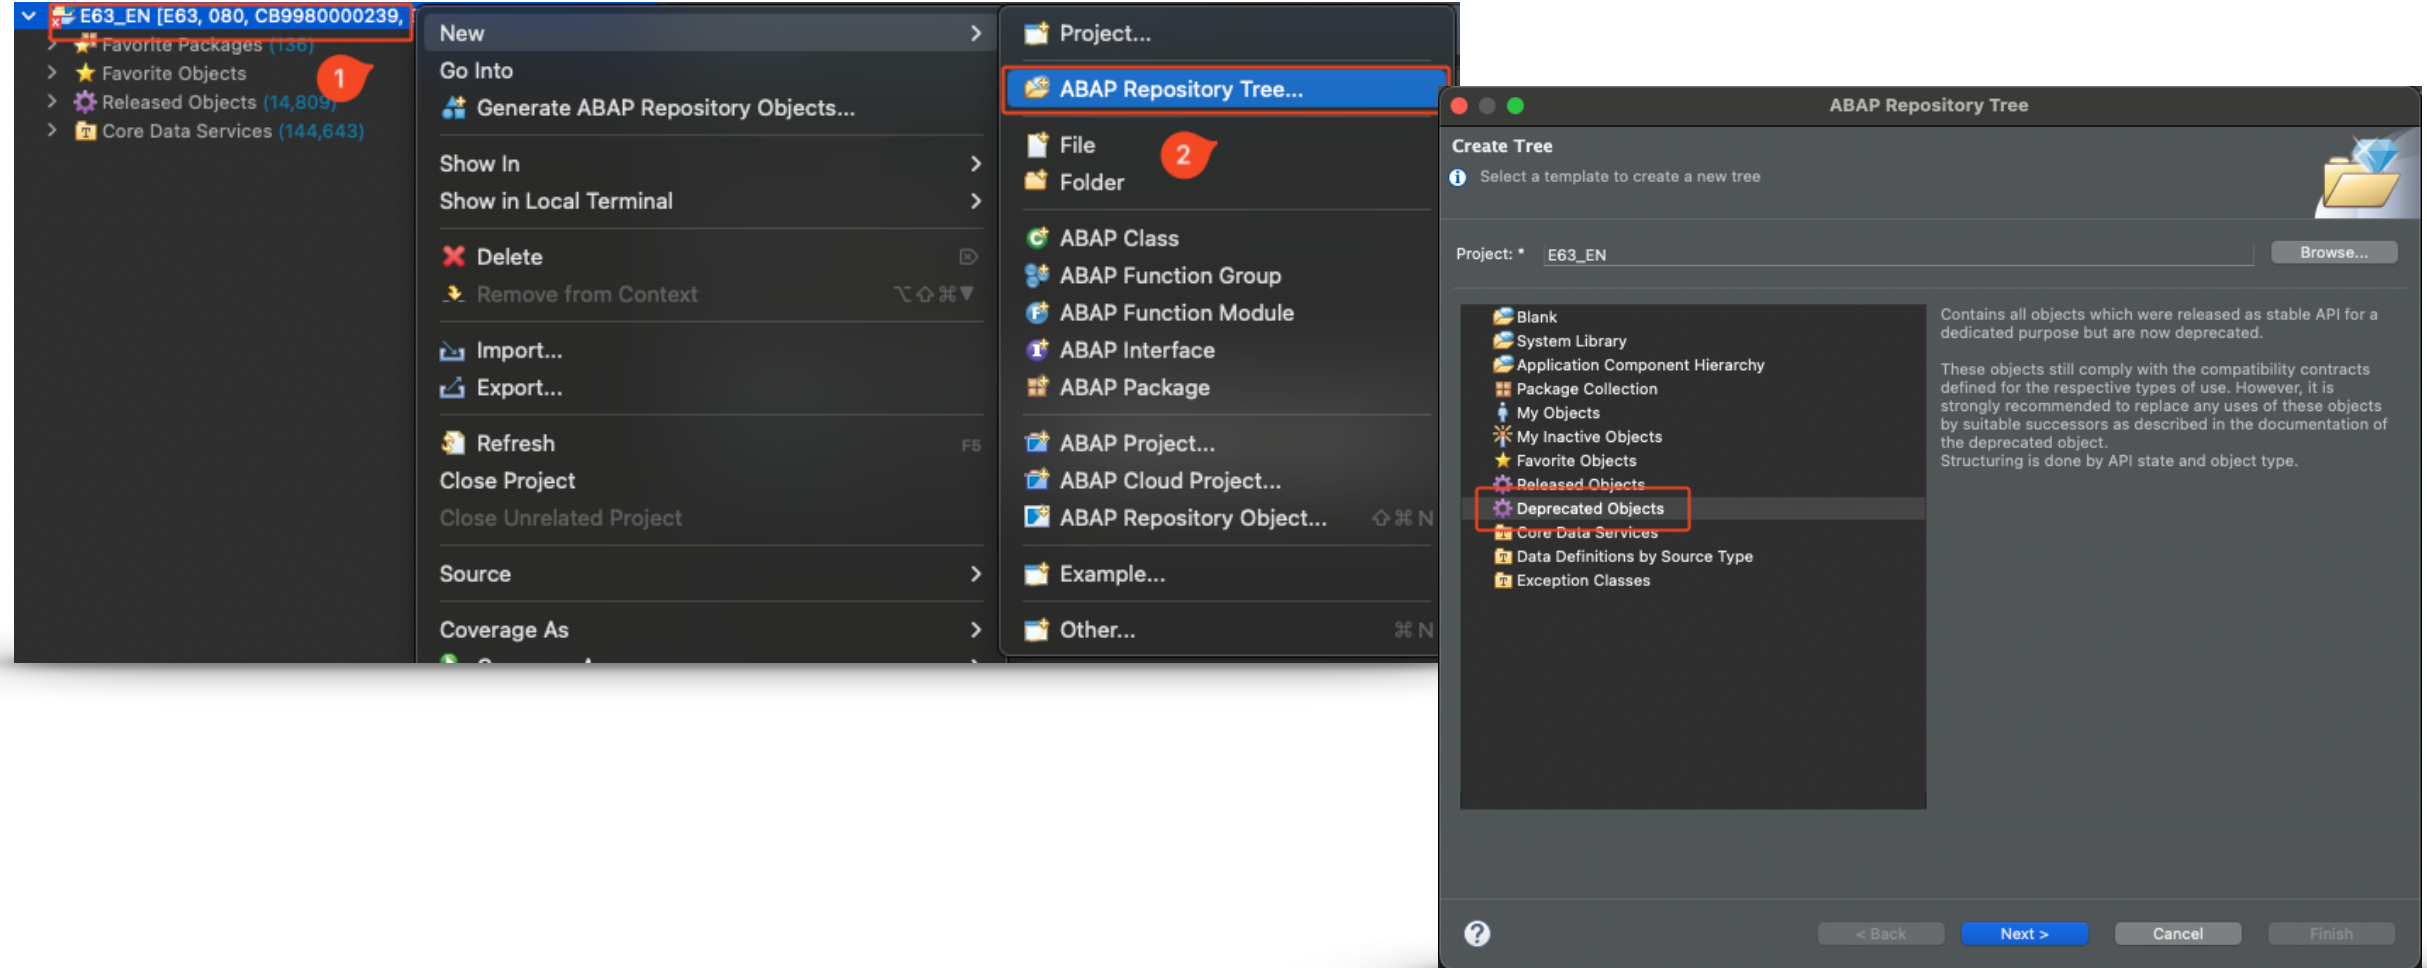 E63_EN [E63, 080, CB9980000239,
Favorite Packages (136)
Favorite Objects
Released Objects (14,809)
Core Data Services (144,643)
1
New
Go Into
Generate ABAP Repository Objects...
Show In
Show in Local Terminal
Delete
Remove from Context ⌥⇧⌘▼
Import...
Export...
Refresh F5
Close Project
Close Unrelated Project
Source
Coverage As
Project...
ABAP Repository Tree...
2
File
Folder
ABAP Class
ABAP Function Group
ABAP Function Module
ABAP Interface
ABAP Package
ABAP Project...
ABAP Cloud Project...
ABAP Repository Object... ⇧⌘N
Example...
Other... ⌘N
ABAP Repository Tree
Create Tree
Select a template to create a new tree
Project: * E63_EN Browse...
Blank
System Library
Application Component Hierarchy
Package Collection
My Objects
My Inactive Objects
Favorite Objects
Released Objects
Deprecated Objects
Core Data Services
Data Definitions by Source Type
Exception Classes
Contains all objects which were released as stable API for a
dedicated purpose but are now deprecated.
These objects still comply with the compatibility contracts
defined for the respective types of use. However, it is
strongly recommended to replace any uses of these objects
by suitable successors as described in the documentation of
the deprecated object.
Structuring is done by API state and object type.
< Back Next > Cancel Finish